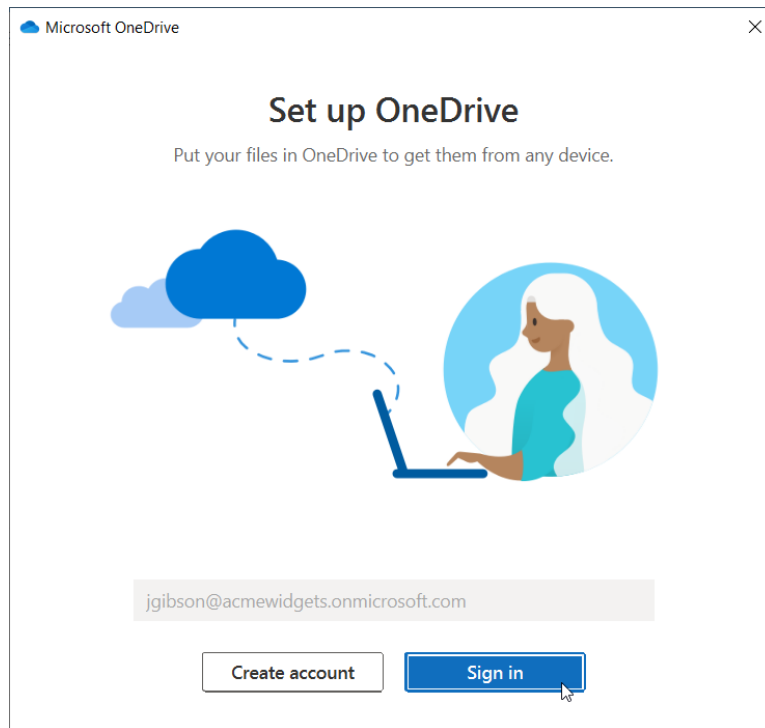 Microsoft OneDrive
Set up OneDrive
Put your files in OneDrive to get them from any device.
jgibson@acmewidgets.onmicrosoft.com
Create account
Sign in